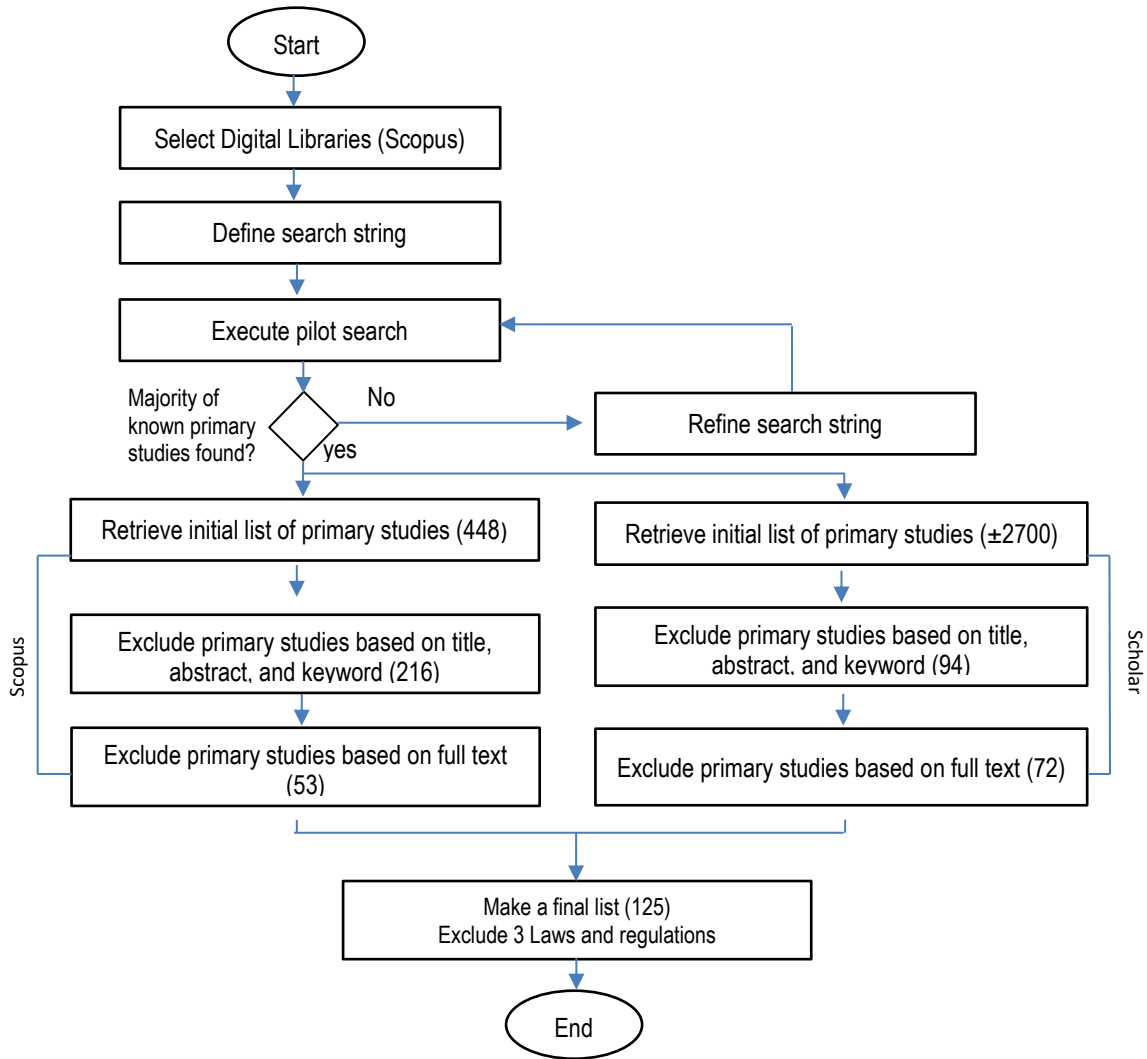 Start
Select Digital Libraries (Scopus)
Define search string
Execute pilot search
Majority of
known primary
studies found?
No
yes
Refine search string
Retrieve initial list of primary studies (448)
Retrieve initial list of primary studies (±2700)
Exclude primary studies based on title,
abstract, and keyword (216)
Exclude primary studies based on title,
abstract, and keyword (94)
Scopus
Scholar
Exclude primary studies based on full text
(53)
Exclude primary studies based on full text (72)
Make a final list (125)
Exclude 3 Laws and regulations
End